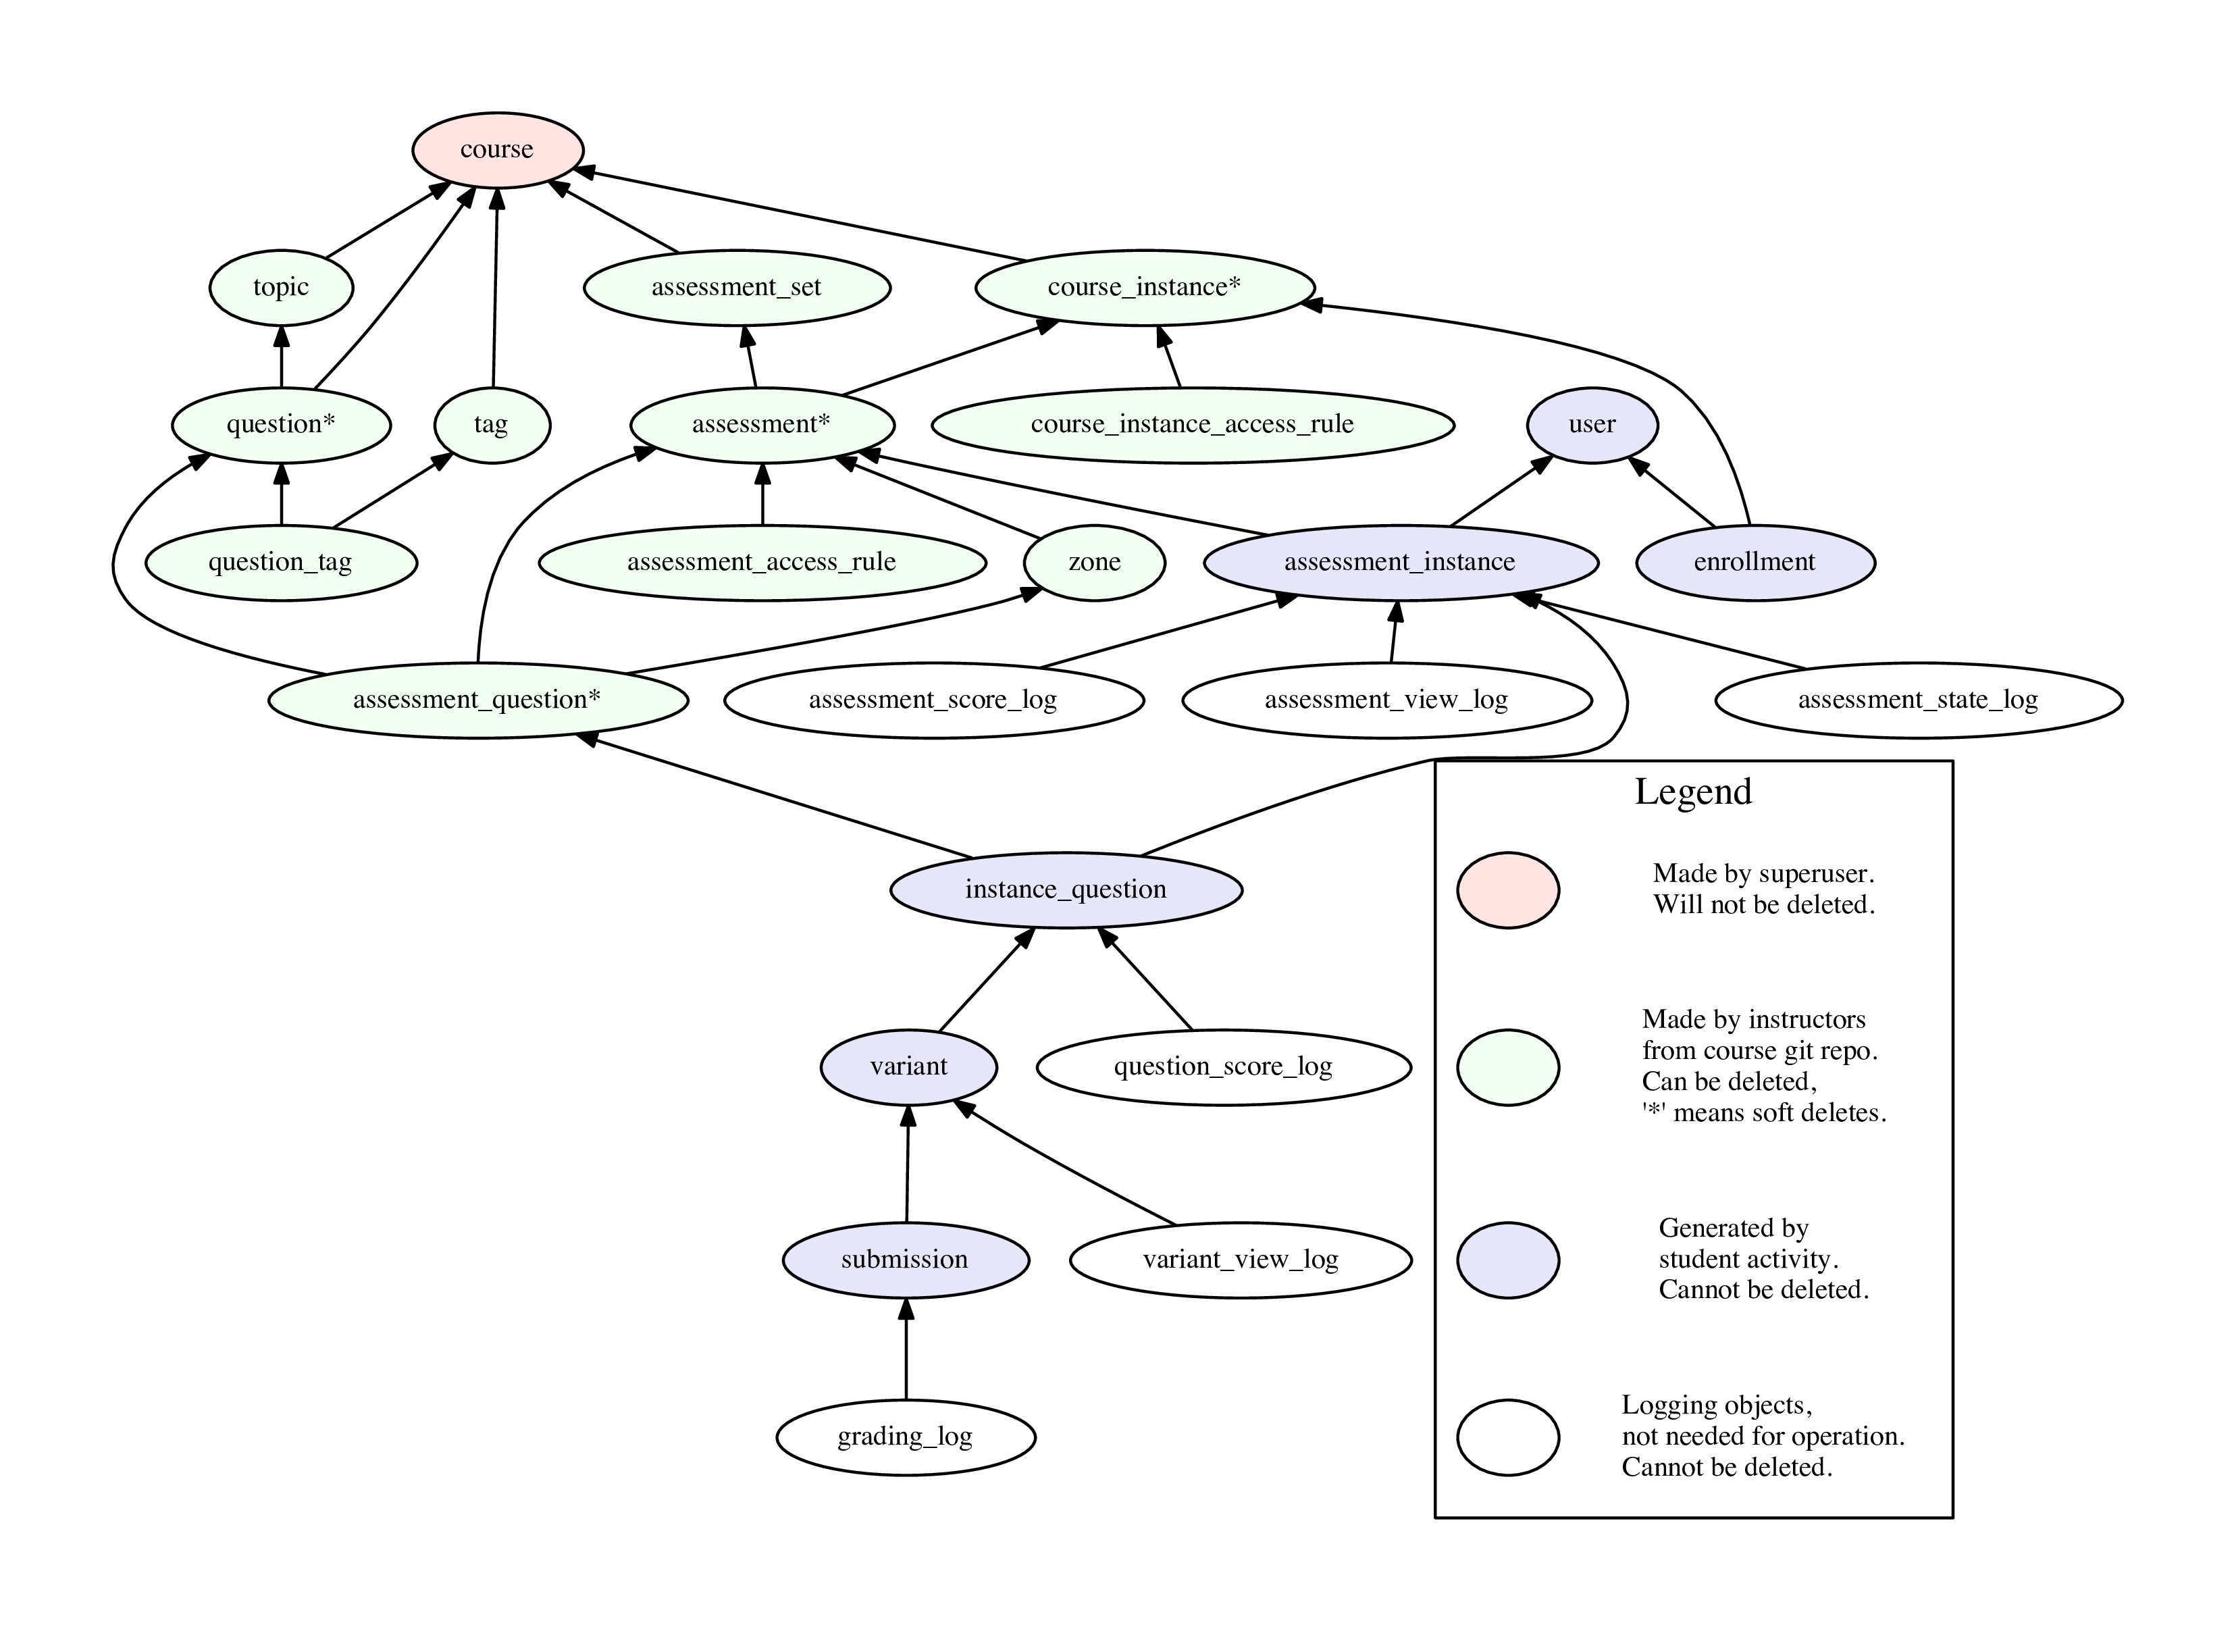 course
topic
assessment_set
course_instance*
question*
tag
assessment*
course_instance_access_rule
user
question_tag
assessment_access_rule
zone
assessment_instance
enrollment
assessment_question*
assessment_score_log
assessment_view_log
assessment_state_log
instance_question
variant
question_score_log
submission
variant_view_log
grading_log
Legend
Made by superuser.
Will not be deleted.
Made by instructors
from course git repo.
Can be deleted,
'*' means soft deletes.
Generated by
student activity.
Cannot be deleted.
Logging objects,
not needed for operation.
Cannot be deleted.